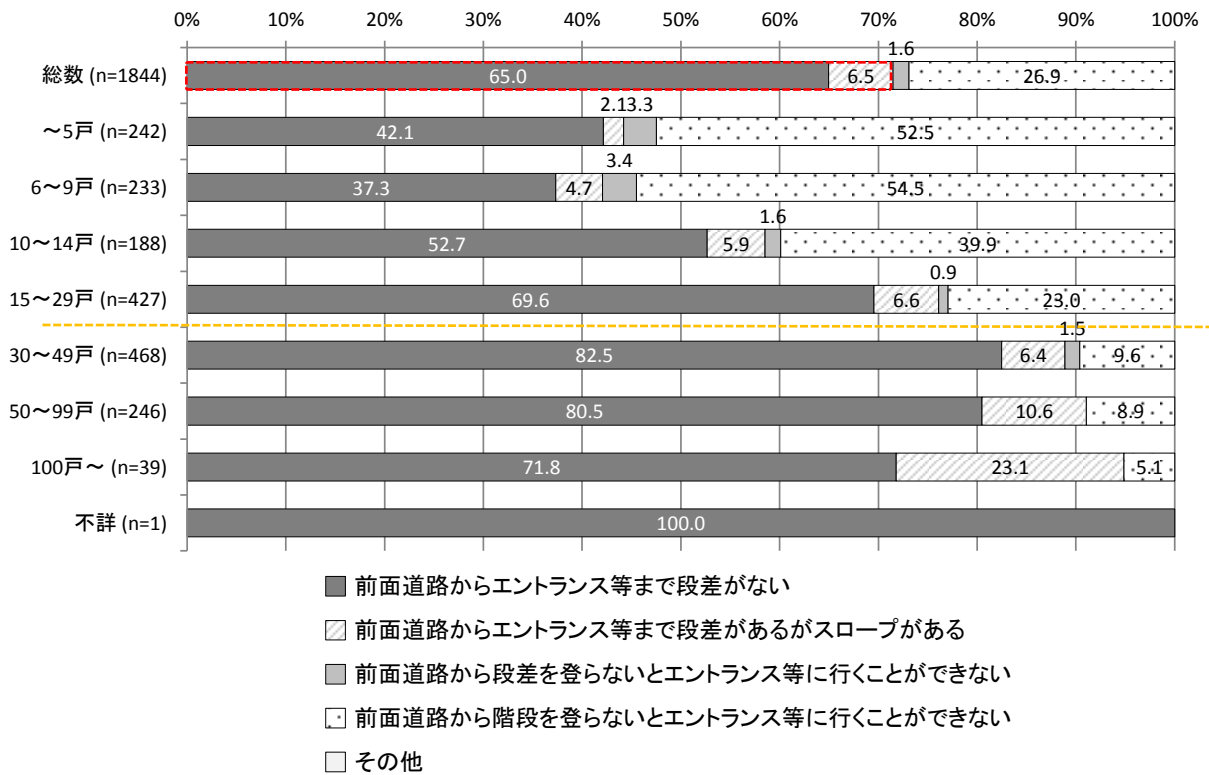 0% 10% 20% 30% 40% 50% 60% 70% 80% 90% 100%
1.6
総数 (n=1844) 65.0 6.5 26.9
2.1 3.3
～5戸 (n=242) 42.1 52.5
3.4
6～9戸 (n=233) 37.3 4.7 54.5
1.6
10～14戸 (n=188) 52.7 5.9 39.9
0.9
15～29戸 (n=427) 69.6 6.6 23.0
1.5
30～49戸 (n=468) 82.5 6.4 9.6
50～99戸 (n=246) 80.5 10.6 8.9
100戸～ (n=39) 71.8 23.1 5.1
不詳 (n=1) 100.0
前面道路からエントランス等まで段差がない
前面道路からエントランス等まで段差があるがスロープがある
前面道路から段差を登らないとエントランス等に行くことができない
前面道路から階段を登らないとエントランス等に行くことができない
その他